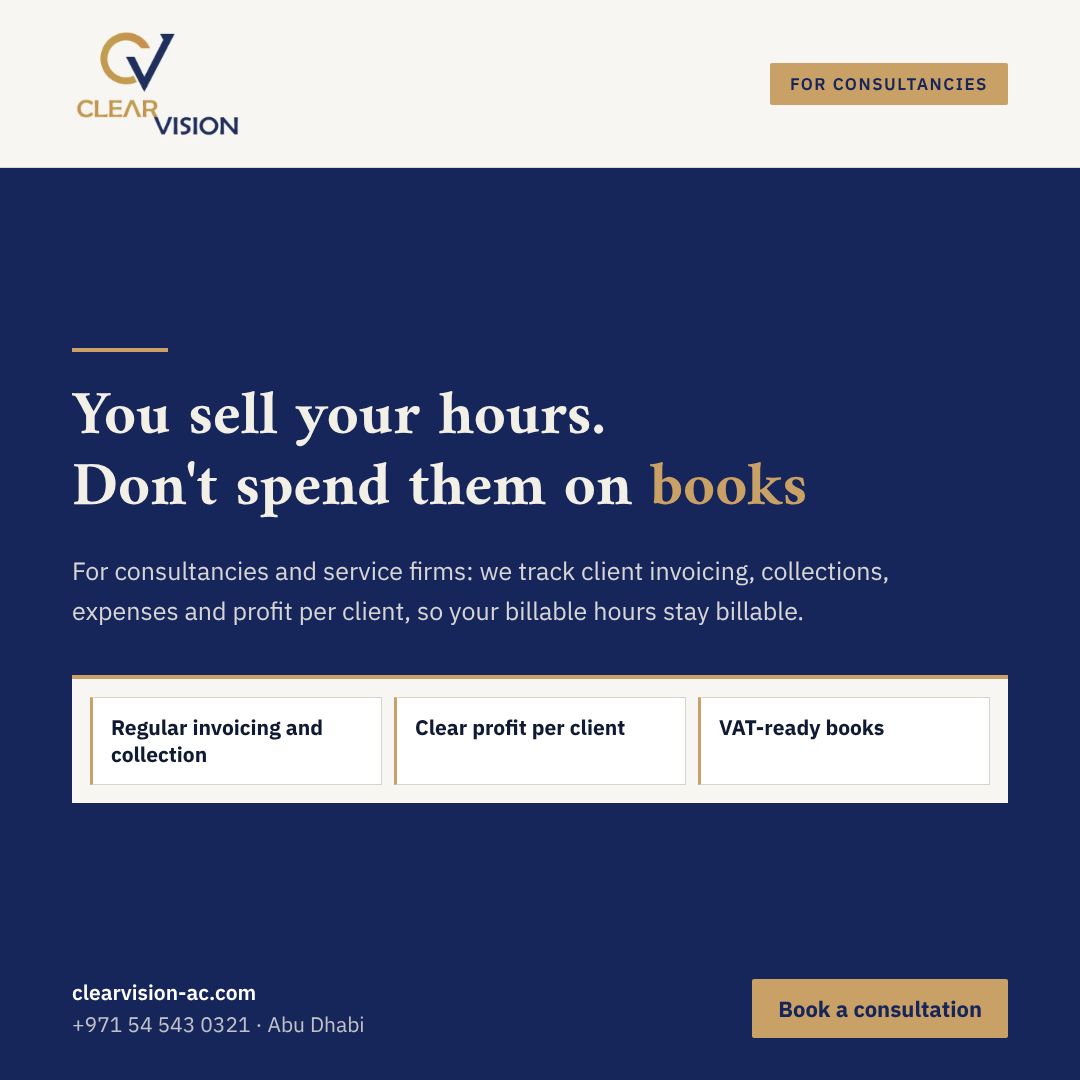 CLEAR
VISION
FOR CONSULTANCIES
You sell your hours.
Don't spend them on books
For consultancies and service firms: we track client invoicing, collections,
expenses and profit per client, so your billable hours stay billable.
Regular invoicing and
collection
Clear profit per client
VAT-ready books
clearvision-ac.com
+971 54 543 0321 · Abu Dhabi
Book a consultation